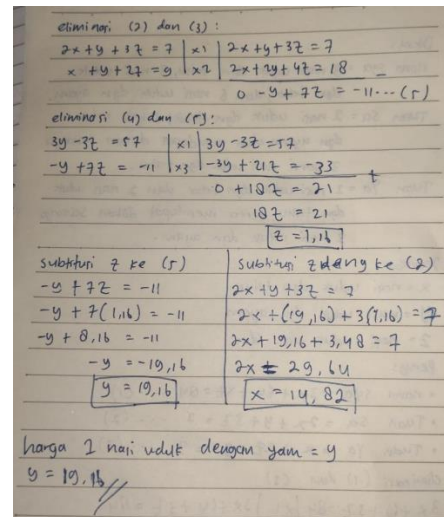 eliminasi (2) dan (3) :
2x + y + 3z = 7 | x1 | 2x + y + 3z = 7
x + y + 2z = 9 | x2 | 2x + 2y + 4z = 18 -
0 - y + 7z = -11 ... (5)
eliminasi (4) dan (5) :
3y - 3z = 57 | x1 | 3y - 3z = 57
-y + 7z = -11 | x3 | -3y + 21z = -33 +
0 + 18z = 21
18z = 21
z = 1,16
substitusi z ke (5)
-y + 7z = -11
-y + 7(1,16) = -11
-y + 8,16 = -11
-y = -19,16
y = 19,16
substitusi z dan y ke (2)
2x + y + 3z = 7
2x + (19,16) + 3(1,16) = 7
2x + 19,16 + 3,48 = 7
2x = 29,64
x = 14,82
harga 1 nasi uduk dengan yam = y
y = 19,16